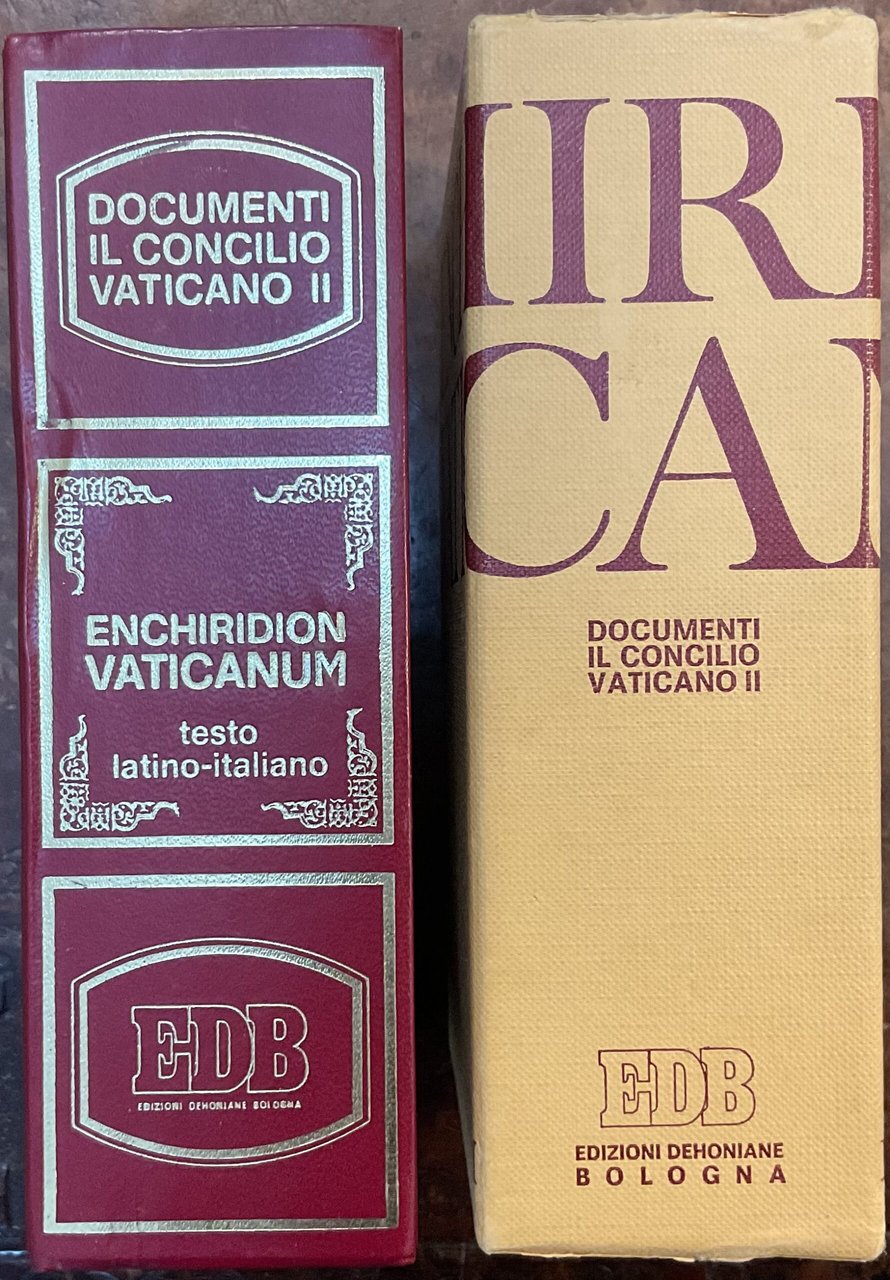 DOCUMENTI
IL CONCILIO
VATICANO II
ENCHIRIDION
VATICANUM
testo
latino-italiano
EDB
EDIZIONI DEHONIANE BOLOGNA
IRI
CAN
DOCUMENTI
IL CONCILIO
VATICANO II
EDB
EDIZIONI DEHONIANE
BOLOGNA